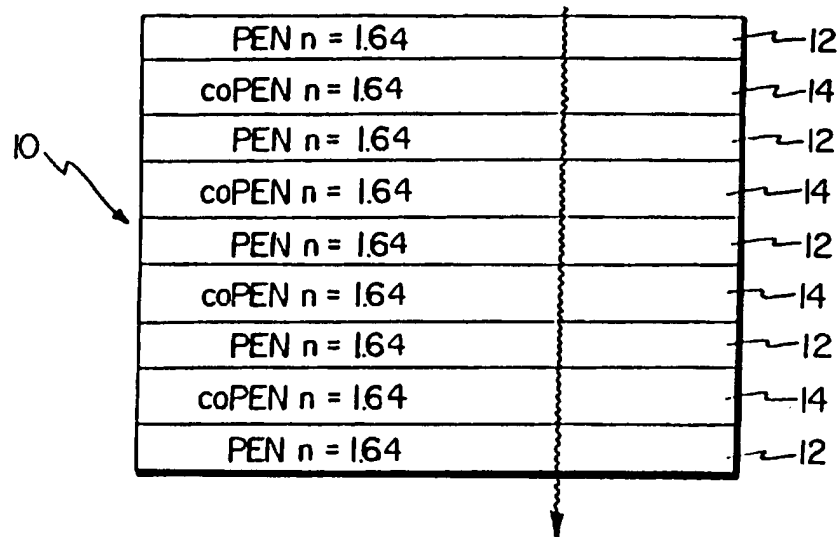 PEN n = 1.64 12
coPEN n = 1.64 14
10 PEN n = 1.64 12
coPEN n = 1.64 14
PEN n = 1.64 12
coPEN n = 1.64 14
PEN n = 1.64 12
coPEN n = 1.64 14
PEN n = 1.64 12